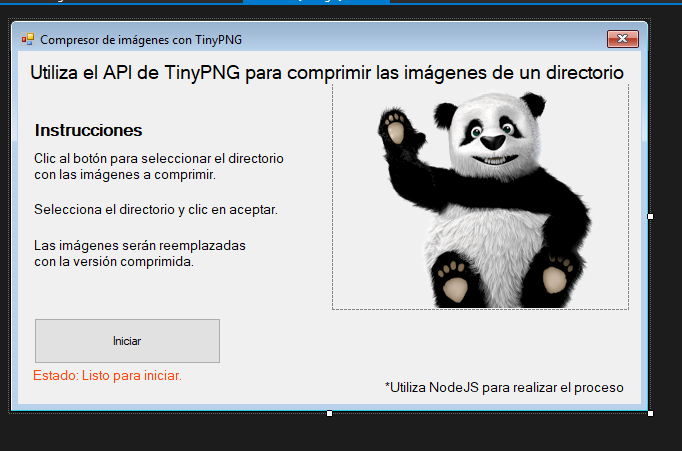 Compresor de imágenes con TinyPNG
Utiliza el API de TinyPNG para comprimir las imágenes de un directorio
Instrucciones
Clic al botón para seleccionar el directorio
con las imágenes a comprimir.
Selecciona el directorio y clic en aceptar.
Las imágenes serán reemplazadas
con la versión comprimida.
Iniciar
Estado: Listo para iniciar.
*Utiliza NodeJS para realizar el proceso